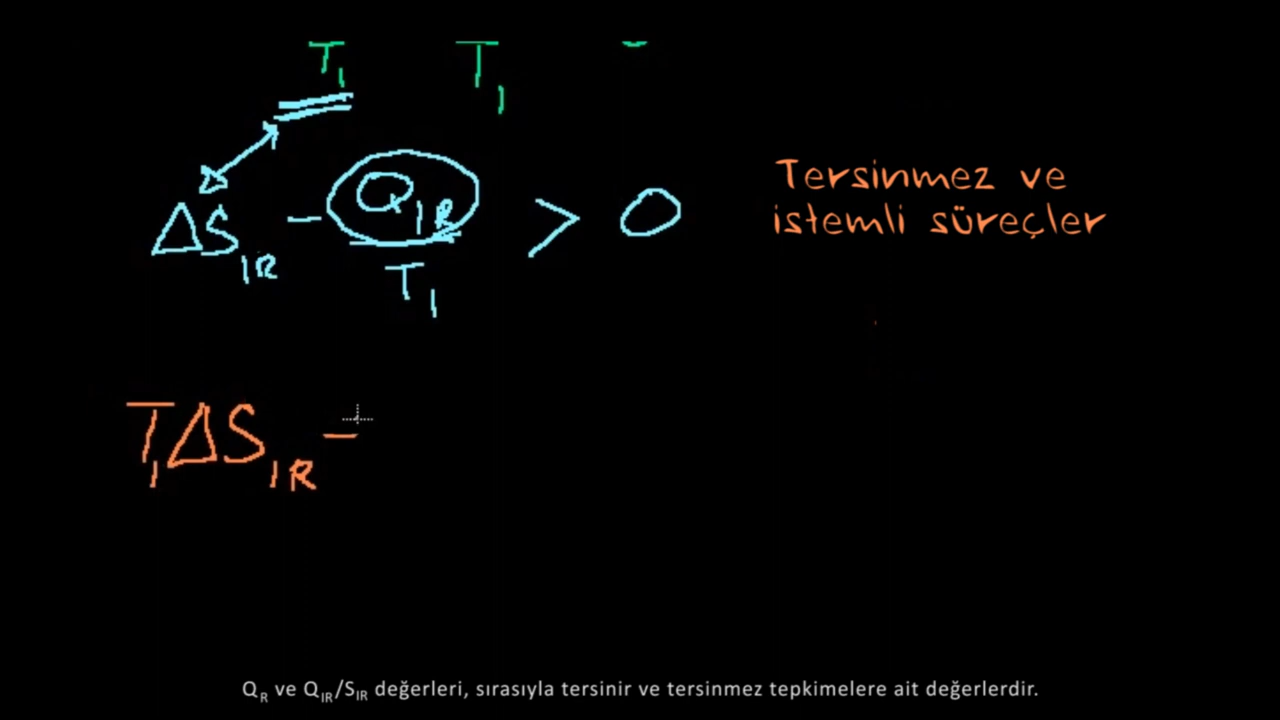 T₁ T₁
ΔS_IR - Q_IR/T₁ > 0
Tersinmez ve
istemli süreçler
T₁ΔS_IR -
Q_R ve Q_IR/S_IR değerleri, sırasıyla tersinir ve tersinmez tepkimelere ait değerlerdir.